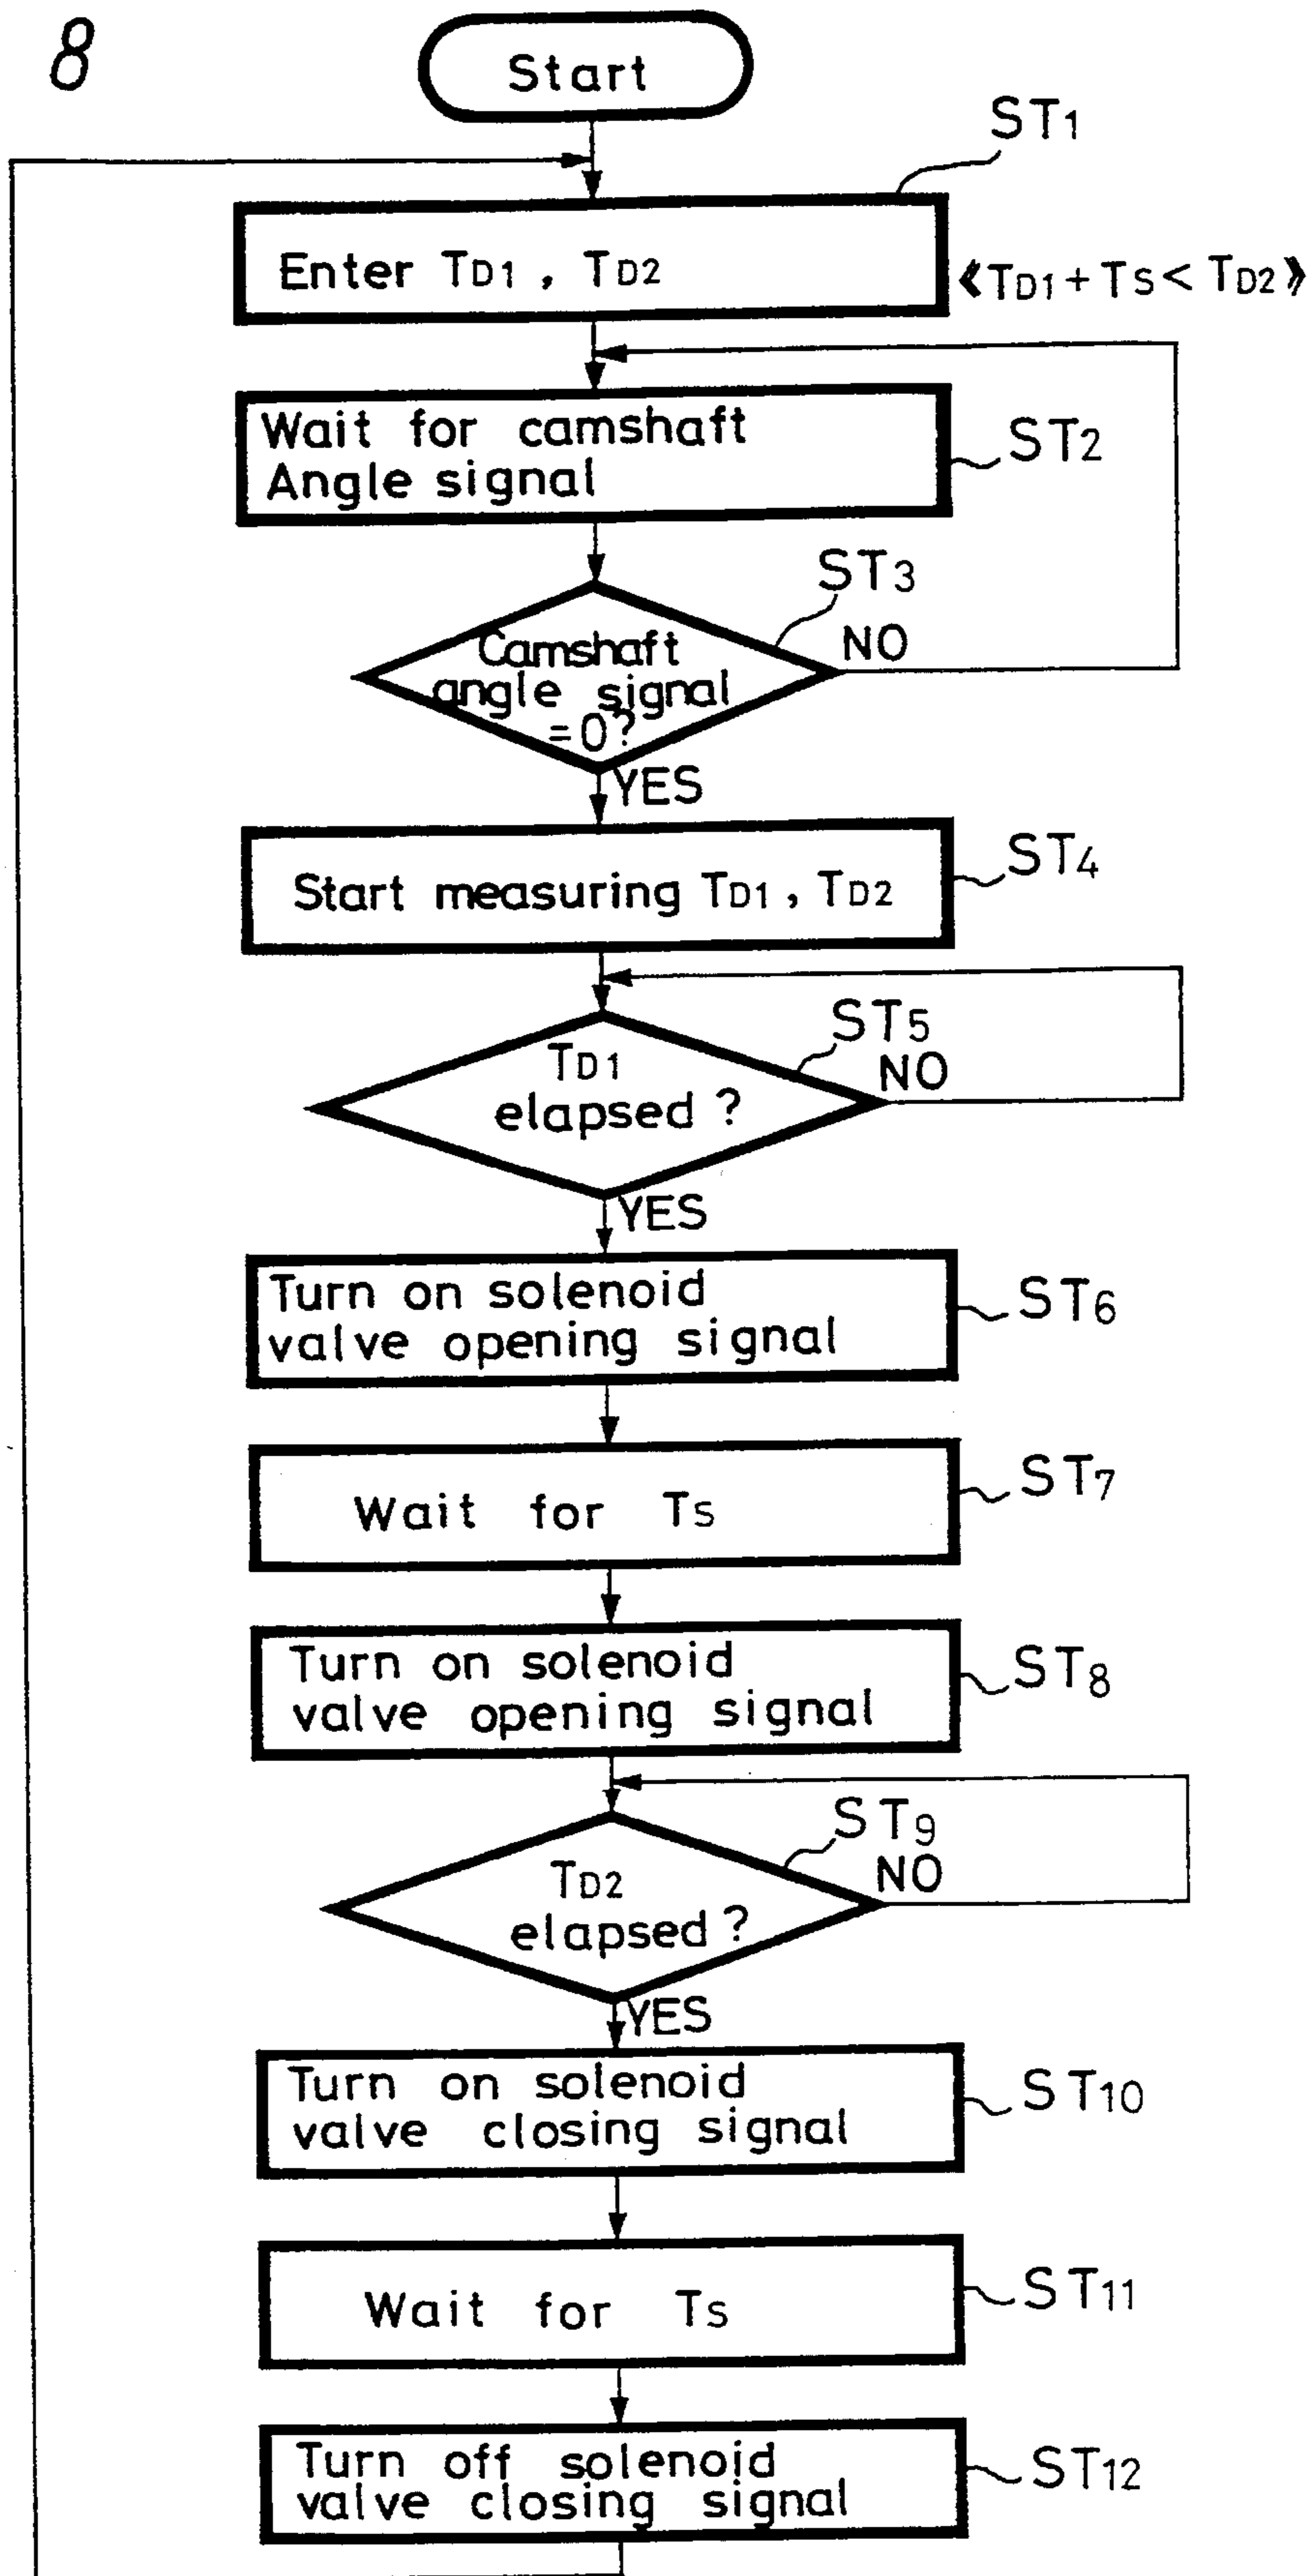 8
Start
ST1
Enter TD1, TD2
《TD1+TS<TD2》
Wait for camshaft
Angle signal
ST2
ST3
Camshaft
angle signal
=0?
NO
YES
Start measuring TD1, TD2
ST4
ST5
TD1
elapsed?
NO
YES
Turn on solenoid
valve opening signal
ST6
Wait for TS
ST7
Turn on solenoid
valve opening signal
ST8
ST9
TD2
elapsed?
NO
YES
Turn on solenoid
valve closing signal
ST10
Wait for TS
ST11
Turn off solenoid
valve closing signal
ST12